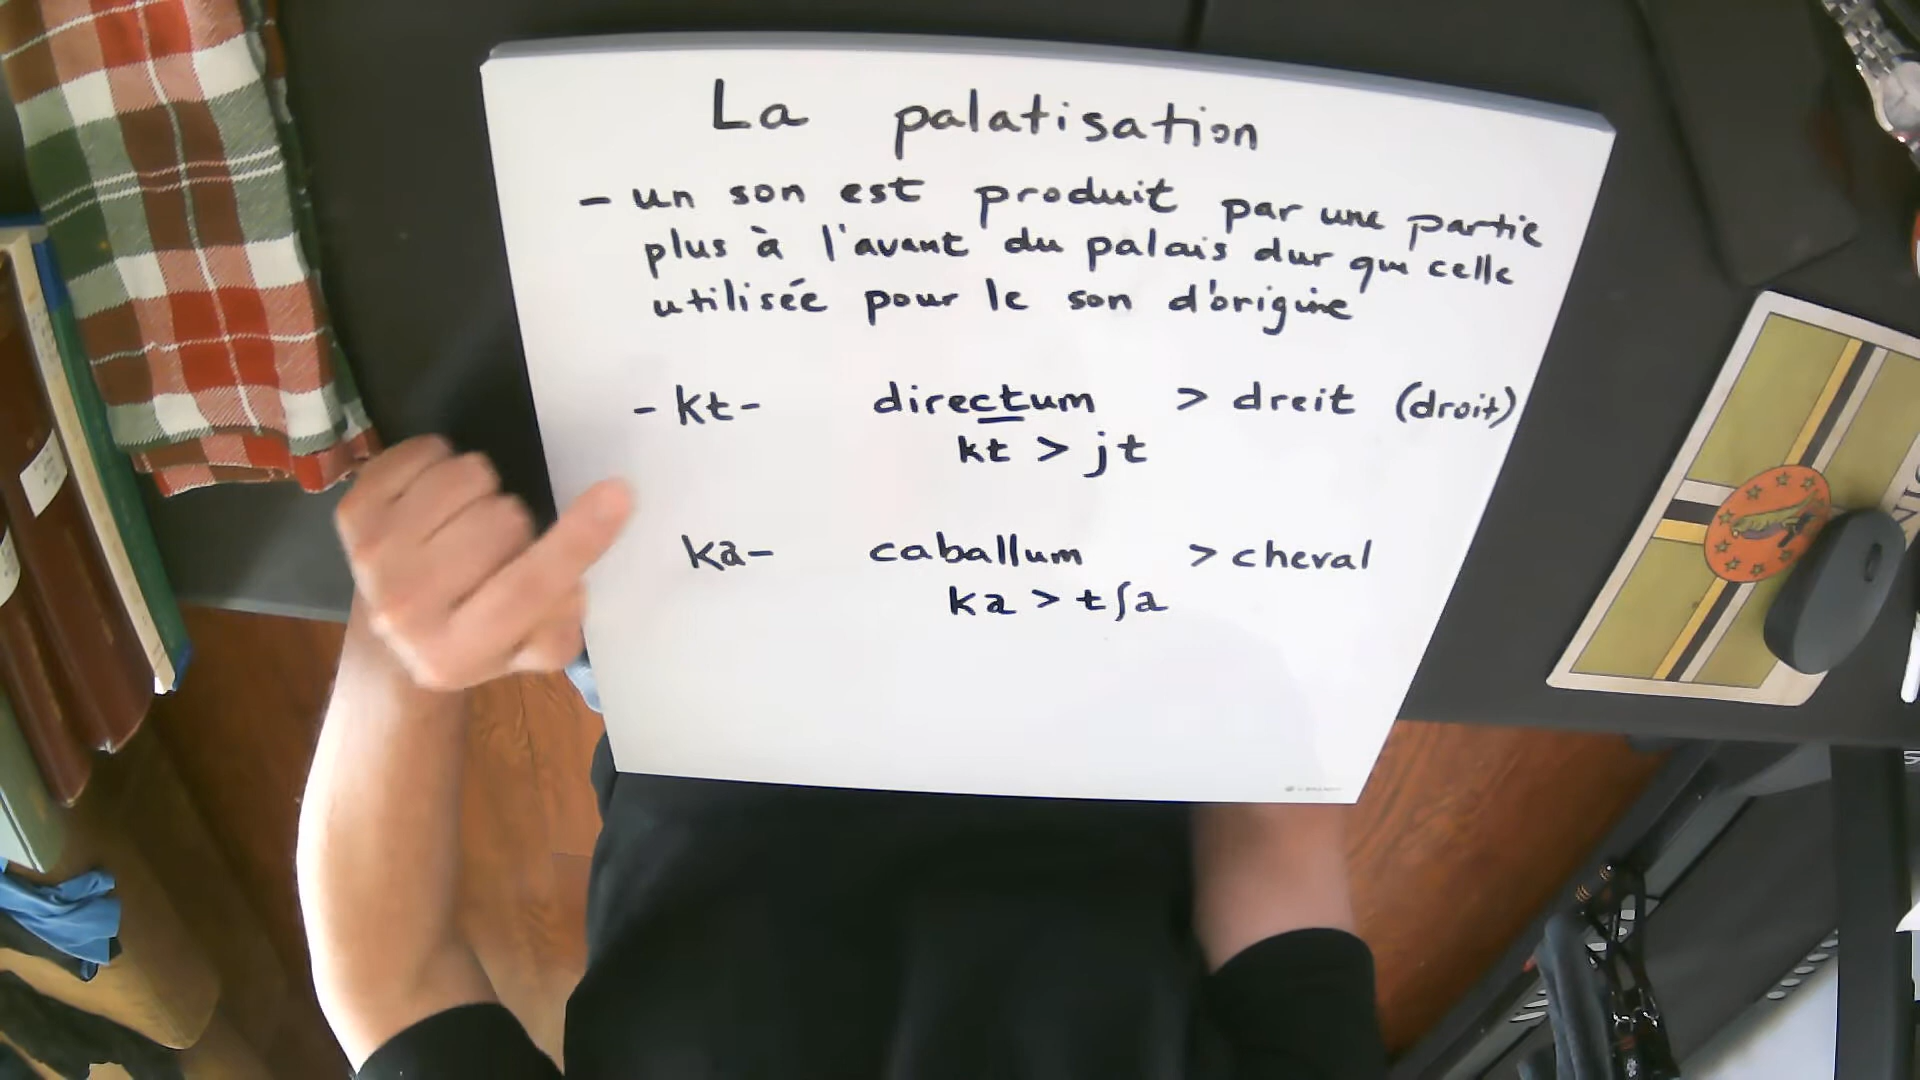 La palatisation
- un son est produit par une partie
plus à l'avant du palais dur que celle
utilisée pour le son d'origine
- kt- directum > dreit (droit)
kt > jt
ka- caballum > cheval
ka > tʃa